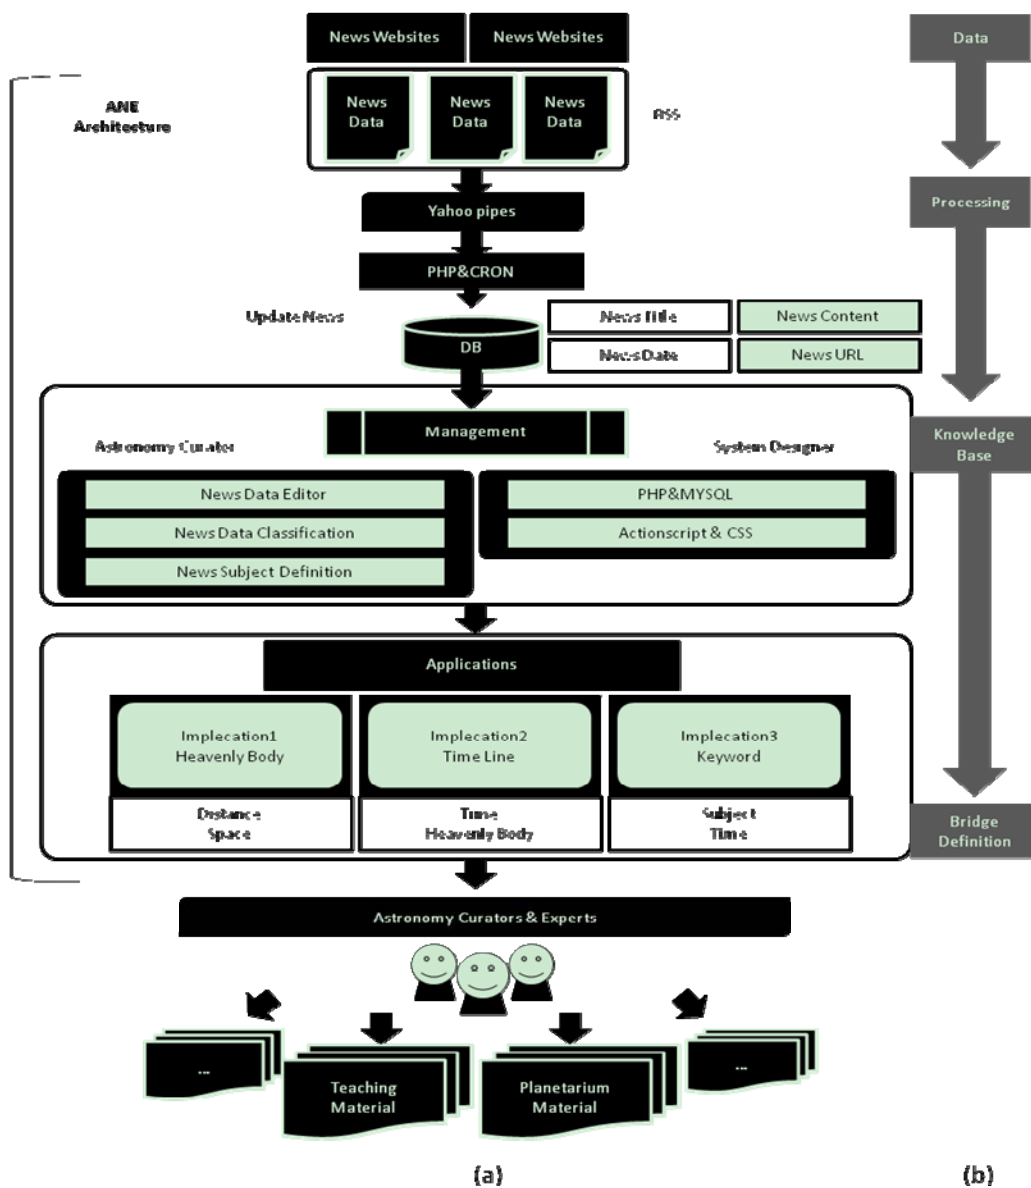 News Websites
News Websites
Data
ANE
Architecture
News
Data
News
Data
News
Data
RSS
Yahoo pipes
Processing
PHP&CRON
Update News
DB
News Title
News Content
News Date
News URL
Management
Astronomy Curator
System Designer
Knowledge
Base
News Data Editor
News Data Classification
News Subject Definition
PHP&MYSQL
Actionscript & CSS
Applications
Implecation1
Heavenly Body
Implecation2
Time Line
Implecation3
Keyword
Distance
Space
Time
Heavenly Body
Subject
Time
Bridge
Definition
Astronomy Curators & Experts
...
Teaching
Material
Planetarium
Material
...
(a)
(b)